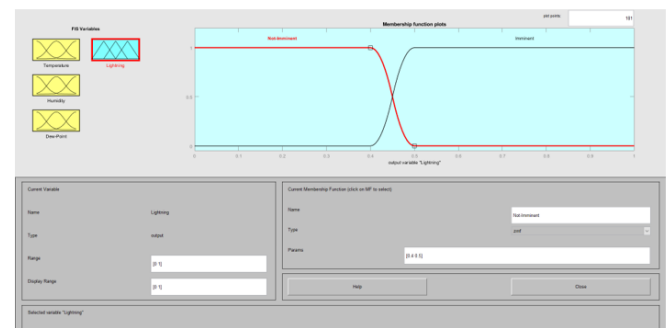 FIS Variables
Membership function plots
plot points:
181
Temperature
Lightning
Humidity
Dew-Point
Not-Imminent
Imminent
1
0.5
0
0
0.1
0.2
0.3
0.4
0.5
0.6
0.7
0.8
0.9
1
output variable "Lightning"
Current Variable
Name
Lightning
Type
output
Range
[0 1]
Display Range
[0 1]
Current Membership Function (click on MF to select)
Name
Not-Imminent
Type
zmf
Params
[0.4 0.5]
Help
Close
Selected variable "Lightning"